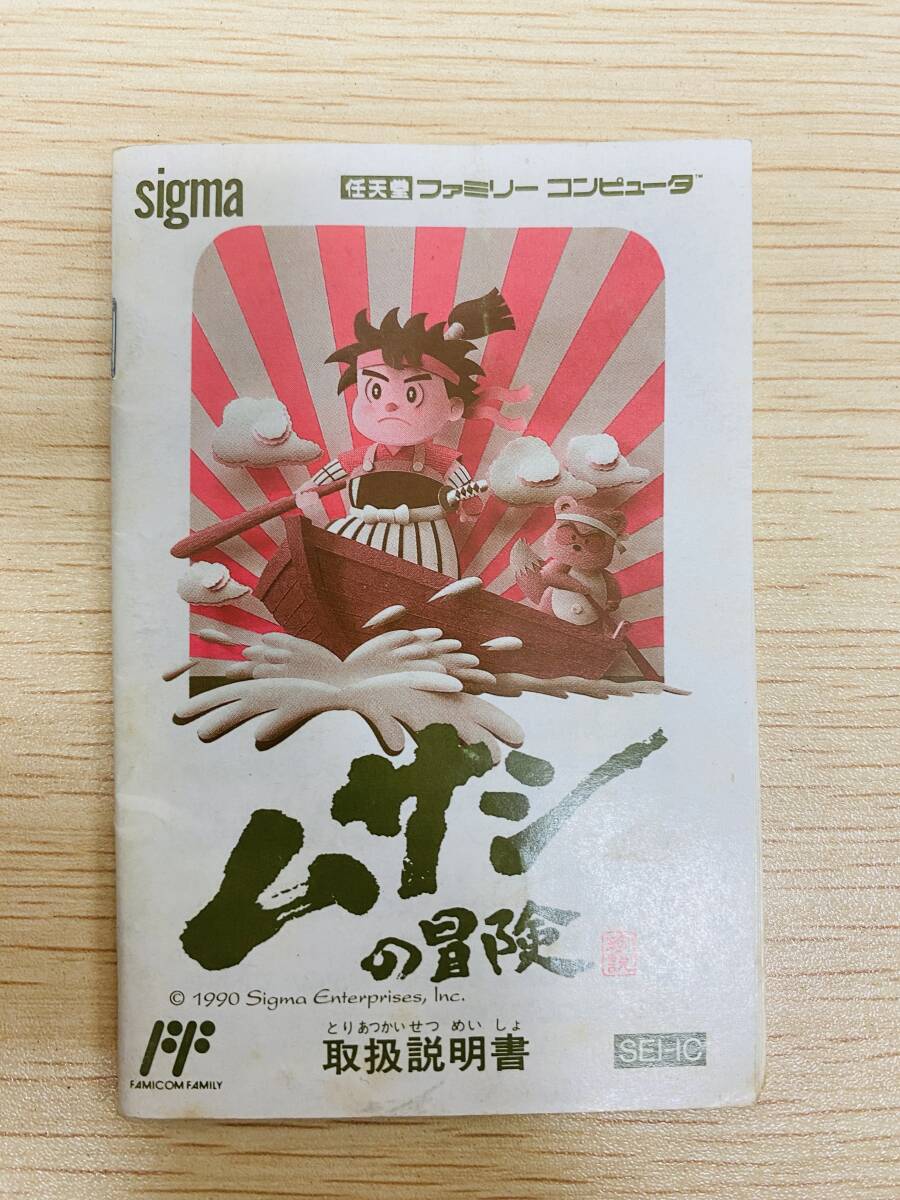 sigma
任天堂 ファミリーコンピュータ™
ムサシ
の冒険
© 1990 Sigma Enterprises, Inc.
とりあつかいせつめいしょ
取扱説明書
FAMICOM FAMILY
SEI-IC